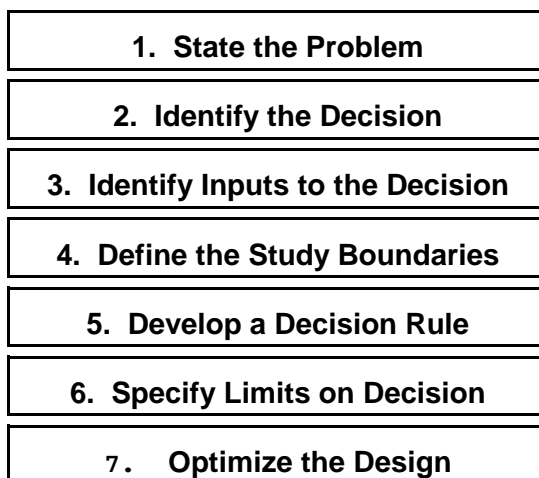 1. State the Problem
2. Identify the Decision
3. Identify Inputs to the Decision
4. Define the Study Boundaries
5. Develop a Decision Rule
6. Specify Limits on Decision
7. Optimize the Design